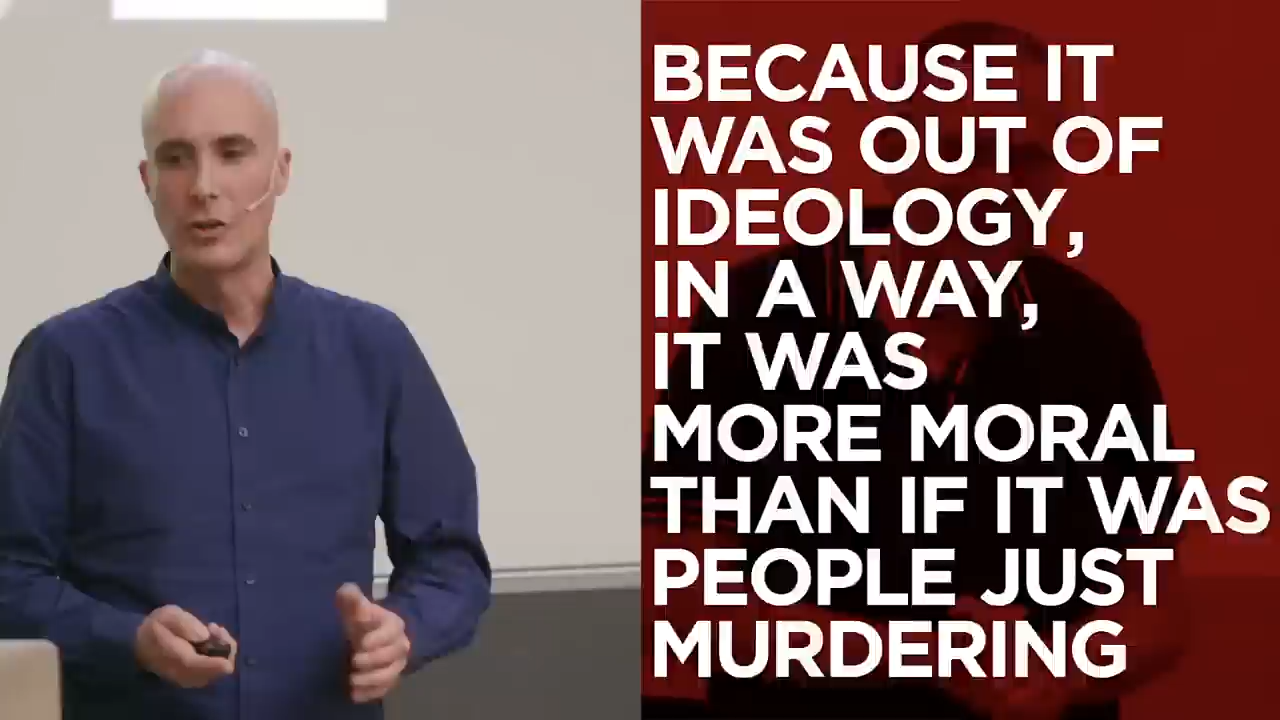 BECAUSE IT
WAS OUT OF
IDEOLOGY,
IN A WAY,
IT WAS
MORE MORAL
THAN IF IT WAS
PEOPLE JUST
MURDERING